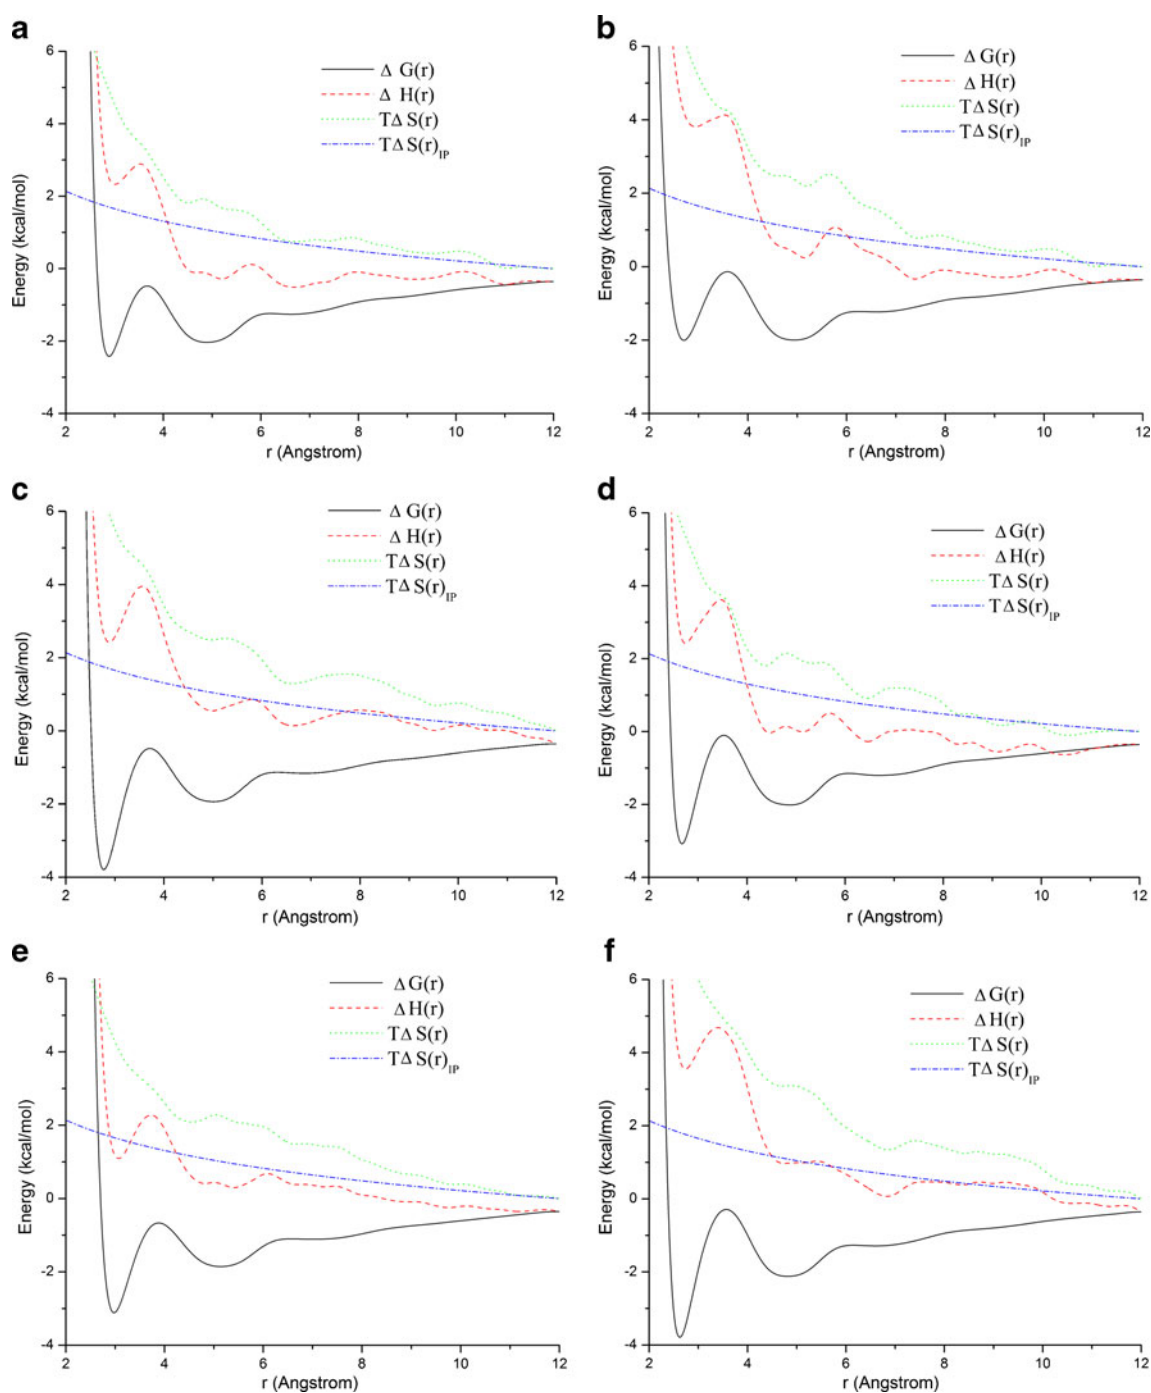 a
6
4
2
0
-2
-4
Energy (kcal/mol)
2 4 6 8 10 12
r (Angstrom)
Δ G(r)
Δ H(r)
TΔ S(r)
TΔ S(r)IP
b
6
4
2
0
-2
-4
Energy (kcal/mol)
2 4 6 8 10 12
r (Angstrom)
Δ G(r)
Δ H(r)
TΔ S(r)
TΔ S(r)IP
c
6
4
2
0
-2
-4
Energy (kcal/mol)
2 4 6 8 10 12
r (Angstrom)
Δ G(r)
Δ H(r)
TΔ S(r)
TΔ S(r)IP
d
6
4
2
0
-2
-4
Energy (kcal/mol)
2 4 6 8 10 12
r (Angstrom)
Δ G(r)
Δ H(r)
TΔ S(r)
TΔ S(r)IP
e
6
4
2
0
-2
-4
Energy (kcal/mol)
2 4 6 8 10 12
r (Angstrom)
Δ G(r)
Δ H(r)
TΔ S(r)
TΔ S(r)IP
f
6
4
2
0
-2
-4
Energy (kcal/mol)
2 4 6 8 10 12
r (Angstrom)
Δ G(r)
Δ H(r)
TΔ S(r)
TΔ S(r)IP